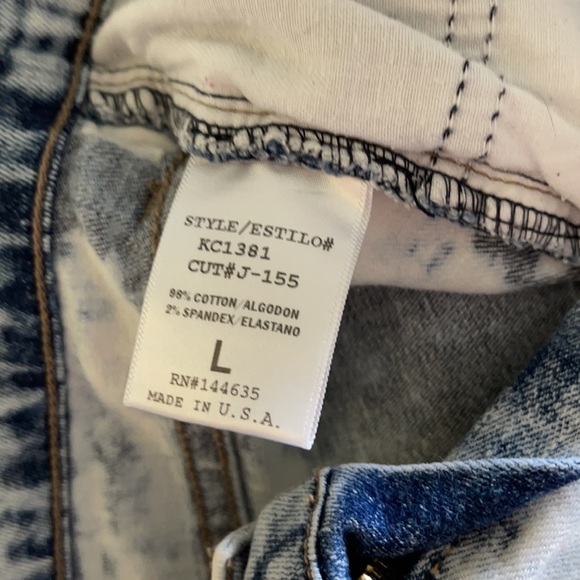 STYLE/ESTILO#
KC1381
CUT#J-155
98% COTTON/ALGODON
2% SPANDEX/ELASTANO
L
RN#144635
MADE IN U.S.A.